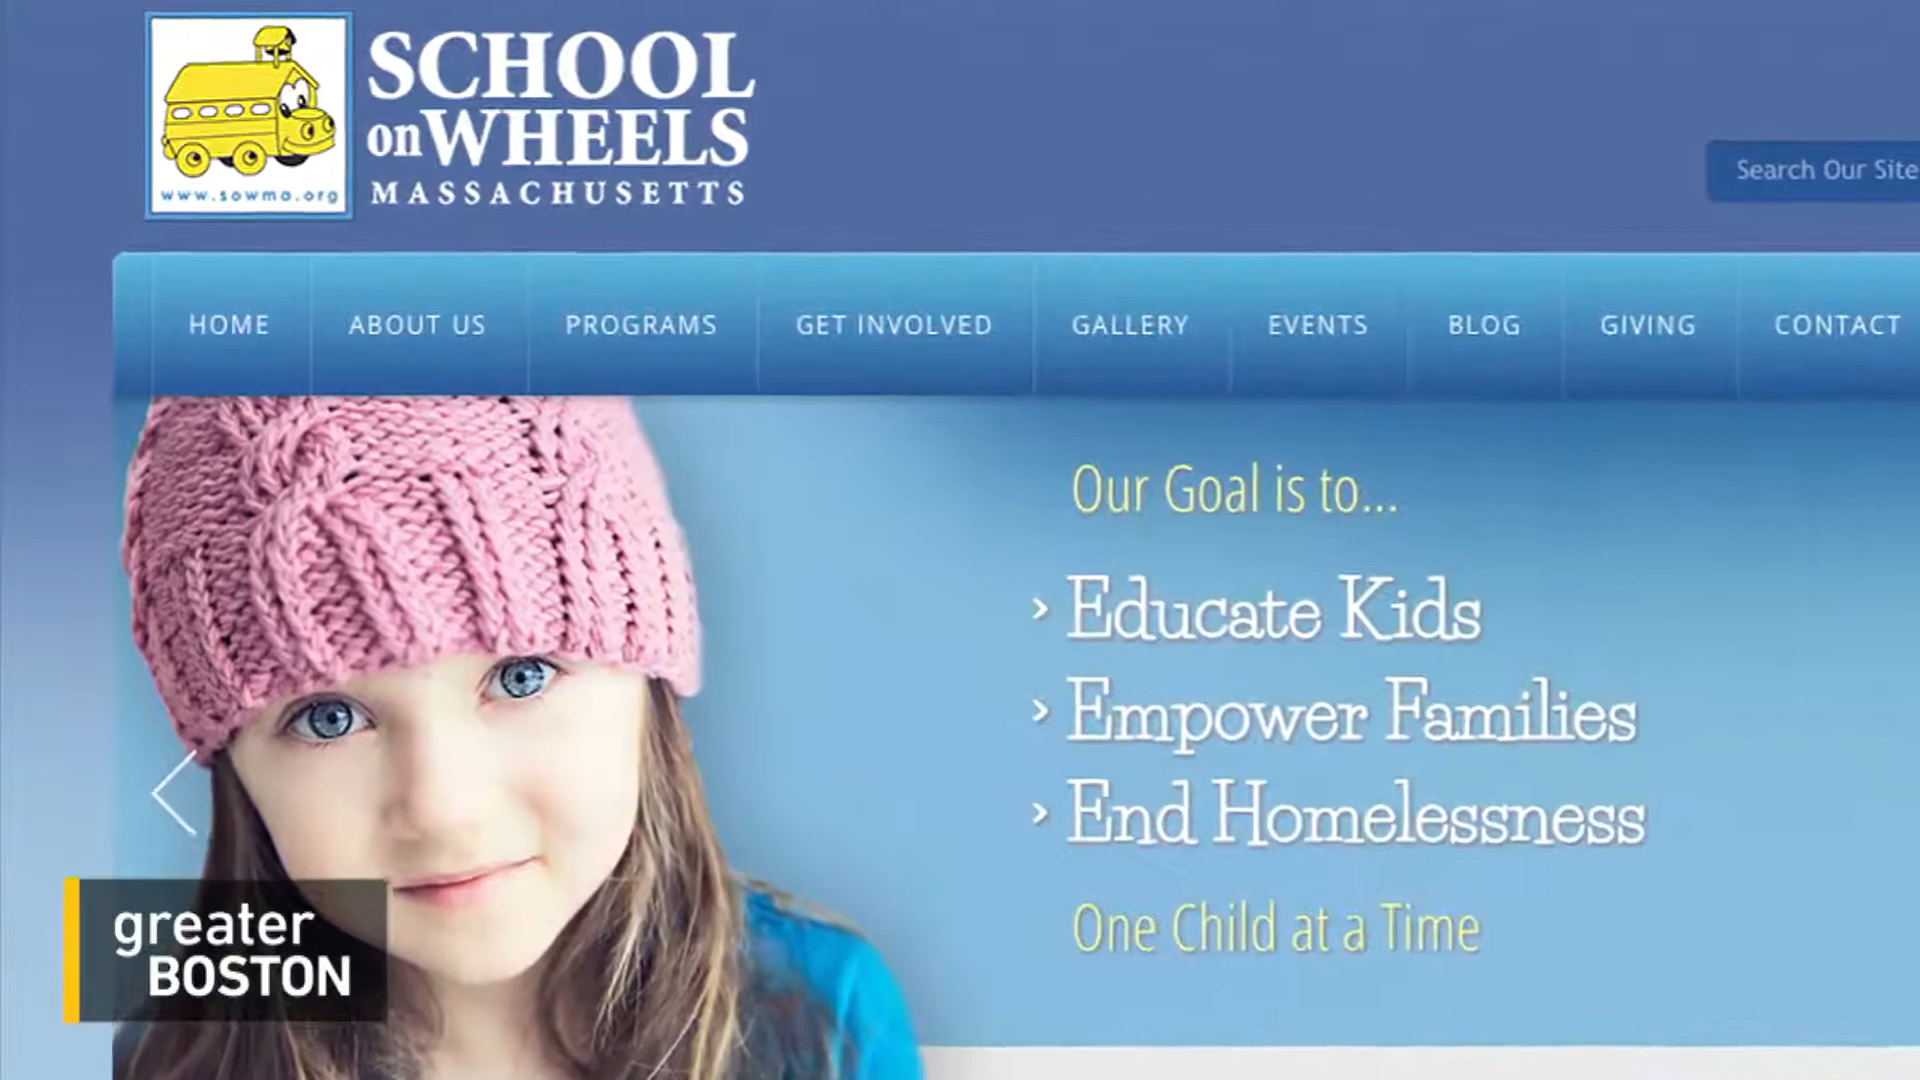 SCHOOL
on WHEELS
MASSACHUSETTS
www.sowma.org
Search Our Site
HOME
ABOUT US
PROGRAMS
GET INVOLVED
GALLERY
EVENTS
BLOG
GIVING
CONTACT
Our Goal is to...
> Educate Kids
> Empower Families
> End Homelessness
One Child at a Time
greater
BOSTON